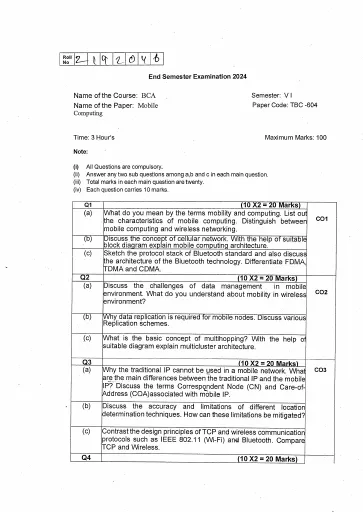 Roll No 2192046
End Semester Examination 2024
Name of the Course: BCA
Semester: V I
Name of the Paper: Mobile Computing
Paper Code: TBC -604
Time: 3 Hour's
Maximum Marks: 100
Note:
(i) All Questions are compulsory.
(ii) Answer any two sub questions among a,b and c in each main question.
(iii) Total marks in each main question are twenty.
(iv) Each question carries 10 marks.
Q1 (10 X2 = 20 Marks)
(a) What do you mean by the terms mobility and computing. List out
the characteristics of mobile computing. Distinguish between
mobile computing and wireless networking.
CO1
(b) Discuss the concept of cellular network. With the help of suitable
block diagram explain mobile computing architecture.
(c) Sketch the protocol stack of Bluetooth standard and also discuss
the architecture of the Bluetooth technology. Differentiate FDMA,
TDMA and CDMA.
Q2 (10 X2 = 20 Marks)
(a) Discuss the challenges of data management in mobile
environment. What do you understand about mobility in wireless
environment?
CO2
(b) Why data replication is required for mobile nodes. Discuss various
Replication schemes.
(c) What is the basic concept of multihopping? With the help of
suitable diagram explain multicluster architecture.
Q3 (10 X2 = 20 Marks)
(a) Why the traditional IP cannot be used in a mobile network. What
are the main differences between the traditional IP and the mobile
IP? Discuss the terms Correspondent Node (CN) and Care-of-
Address (COA)associated with mobile IP.
CO3
(b) Discuss the accuracy and limitations of different location
determination techniques. How can these limitations be mitigated?
(c) Contrast the design principles of TCP and wireless communication
protocols such as IEEE 802.11 (Wi-Fi) and Bluetooth. Compare
TCP and Wireless.
Q4 (10 X2 = 20 Marks)